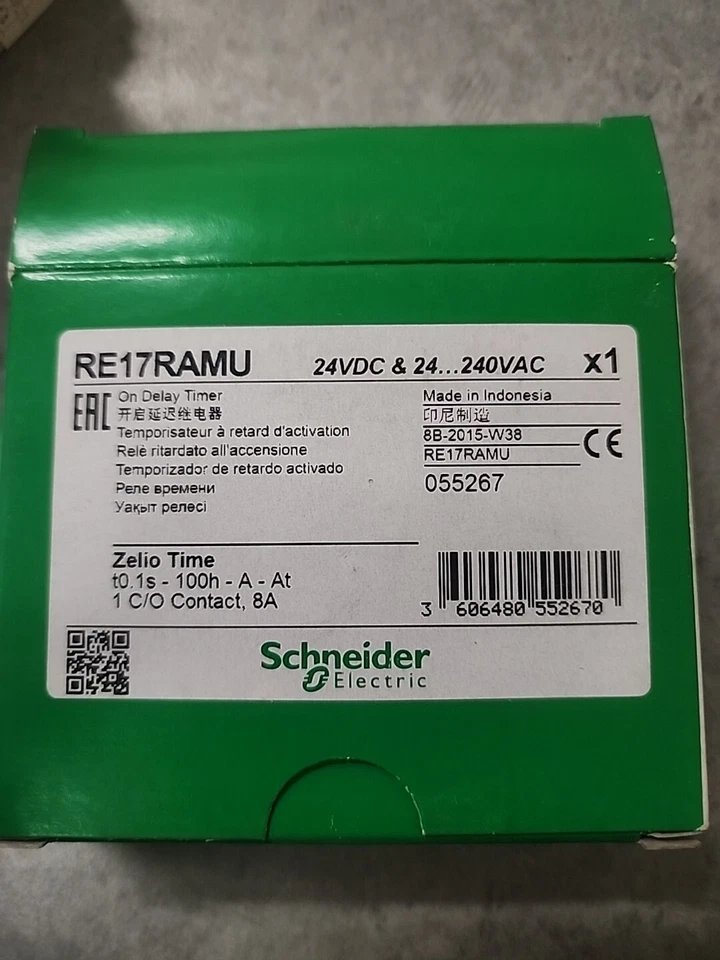 RE17RAMU 24VDC & 24...240VAC x1
EAC
On Delay Timer
开启延迟继电器
Temporisateur à retard d'activation
Relè ritardato all'accensione
Temporizador de retardo activado
Реле времени
Уақыт релесі
Made in Indonesia
印尼制造
8B-2015-W38
RE17RAMU
CE
055267
Zelio Time
t0.1s - 100h - A - At
1 C/O Contact, 8A
3 606480 552670
Schneider
Electric